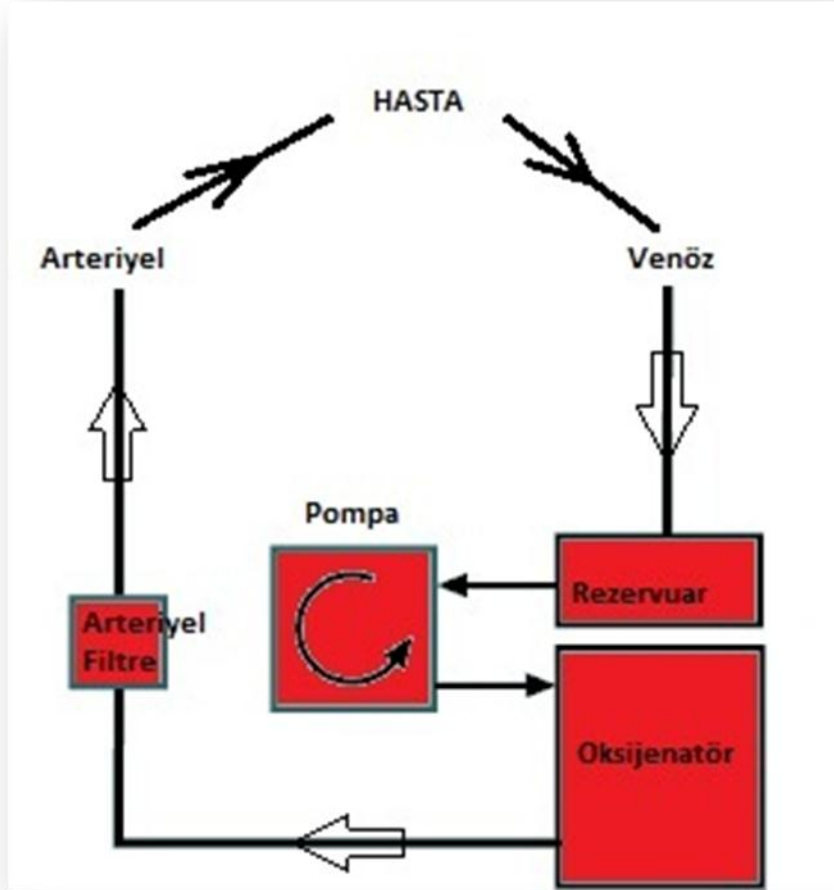 HASTA
Arteriyel
Venöz
Pompa
Rezervuar
Arteriyel
Filtre
Oksijenatör